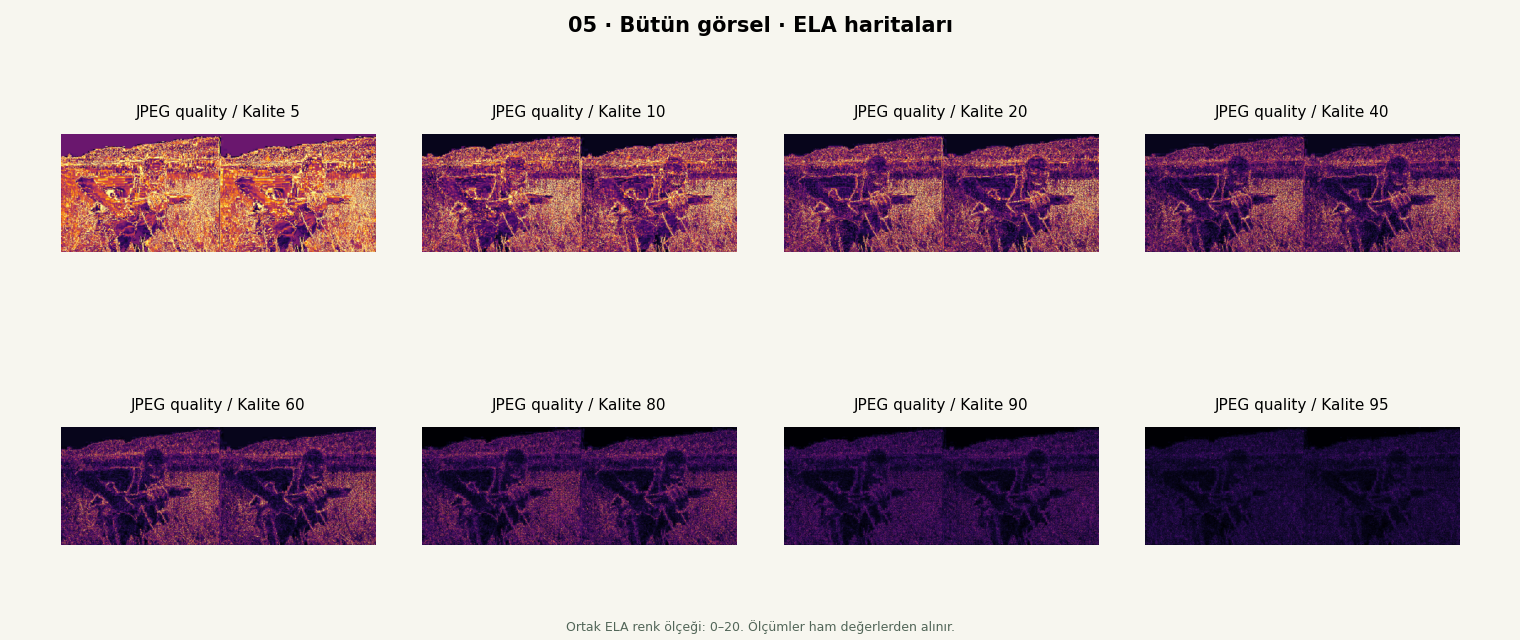 05 · Bütün görsel · ELA haritaları
JPEG quality / Kalite 5
JPEG quality / Kalite 10
JPEG quality / Kalite 20
JPEG quality / Kalite 40
JPEG quality / Kalite 60
JPEG quality / Kalite 80
JPEG quality / Kalite 90
JPEG quality / Kalite 95
Ortak ELA renk ölçeği: 0–20. Ölçümler ham değerlerden alınır.